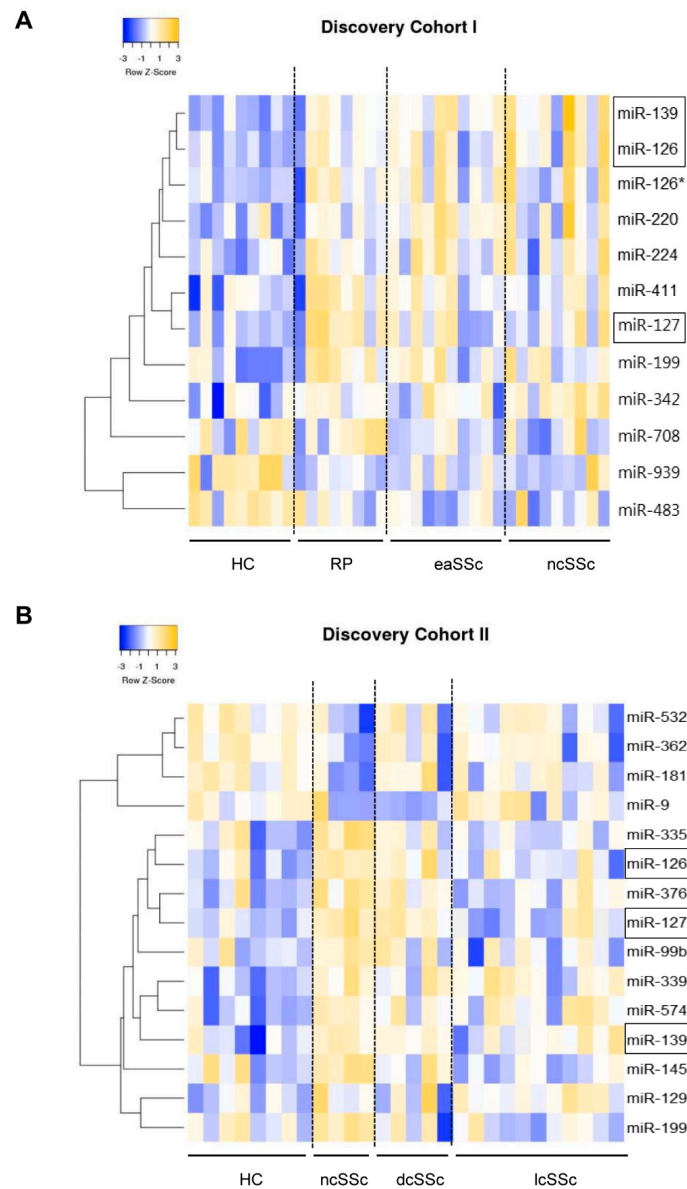 A
Discovery Cohort I
-3 -1 1 3
Row Z-Score
miR-139
miR-126
miR-126*
miR-220
miR-224
miR-411
miR-127
miR-199
miR-342
miR-708
miR-939
miR-483
HC RP eaSSc ncSSc
B
Discovery Cohort II
-3 -1 1 3
Row Z-Score
miR-532
miR-362
miR-181
miR-9
miR-335
miR-126
miR-376
miR-127
miR-99b
miR-339
miR-574
miR-139
miR-145
miR-129
miR-199
HC ncSSc dcSSc lcSSc